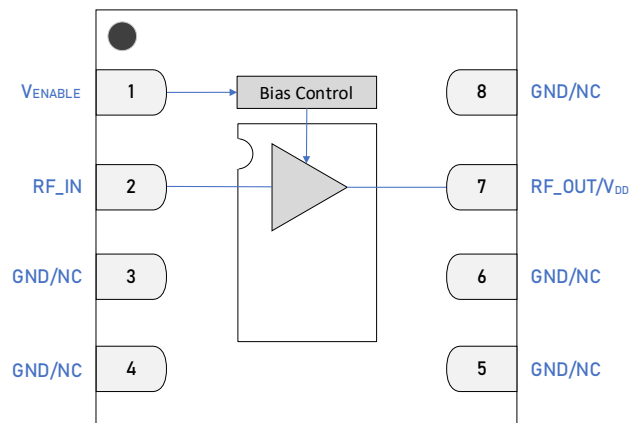 VENABLE 1 Bias Control 8 GND/NC
RF_IN 2 7 RF_OUT/VDD
GND/NC 3 6 GND/NC
GND/NC 4 5 GND/NC